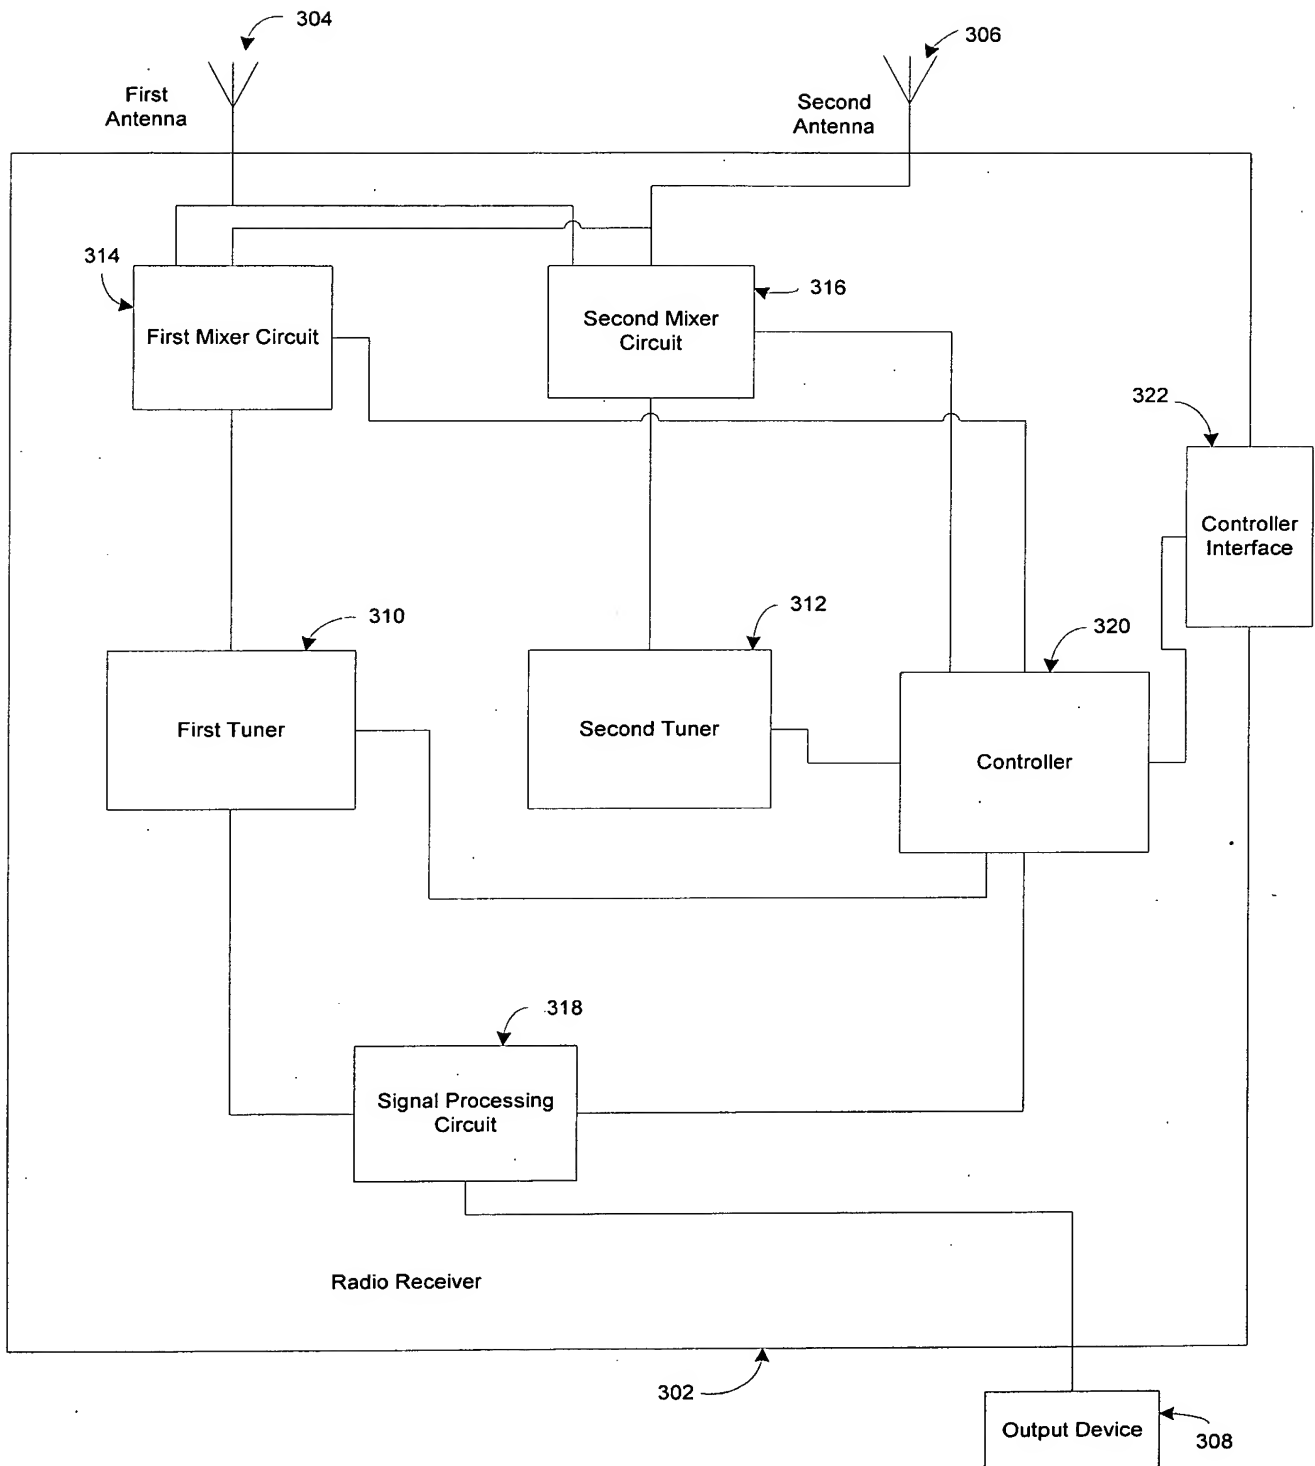 304
306
First
Antenna
Second
Antenna
314
First Mixer Circuit
Second Mixer
Circuit
316
322
Controller
Interface
310
312
320
First Tuner
Second Tuner
Controller
318
Signal Processing
Circuit
Radio Receiver
302
Output Device
308